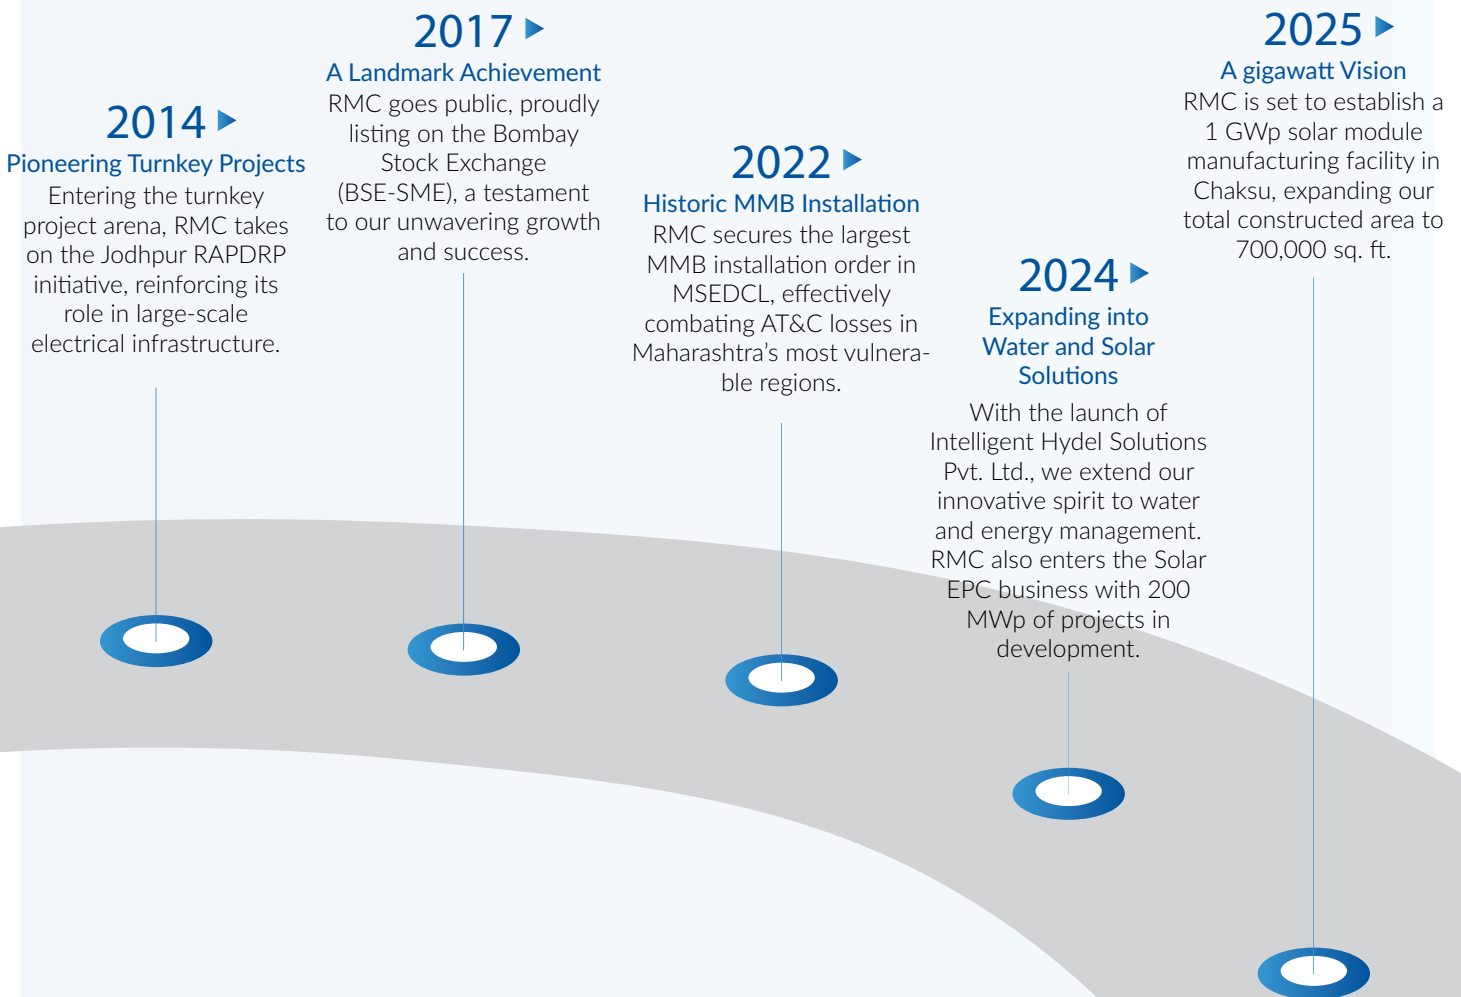 2014
Pioneering Turnkey Projects
Entering the turnkey
project arena, RMC takes
on the Jodhpur RAPDRP
initiative, reinforcing its
role in large-scale
electrical infrastructure.
2017
A Landmark Achievement
RMC goes public, proudly
listing on the Bombay
Stock Exchange
(BSE-SME), a testament
to our unwavering growth
and success.
2022
Historic MMB Installation
RMC secures the largest
MMB installation order in
MSEDCL, effectively
combating AT&C losses in
Maharashtra’s most vulnera-
ble regions.
2024
Expanding into
Water and Solar
Solutions
With the launch of
Intelligent Hydel Solutions
Pvt. Ltd., we extend our
innovative spirit to water
and energy management.
RMC also enters the Solar
EPC business with 200
MWp of projects in
development.
2025
A gigawatt Vision
RMC is set to establish a
1 GWp solar module
manufacturing facility in
Chaksu, expanding our
total constructed area to
700,000 sq. ft.